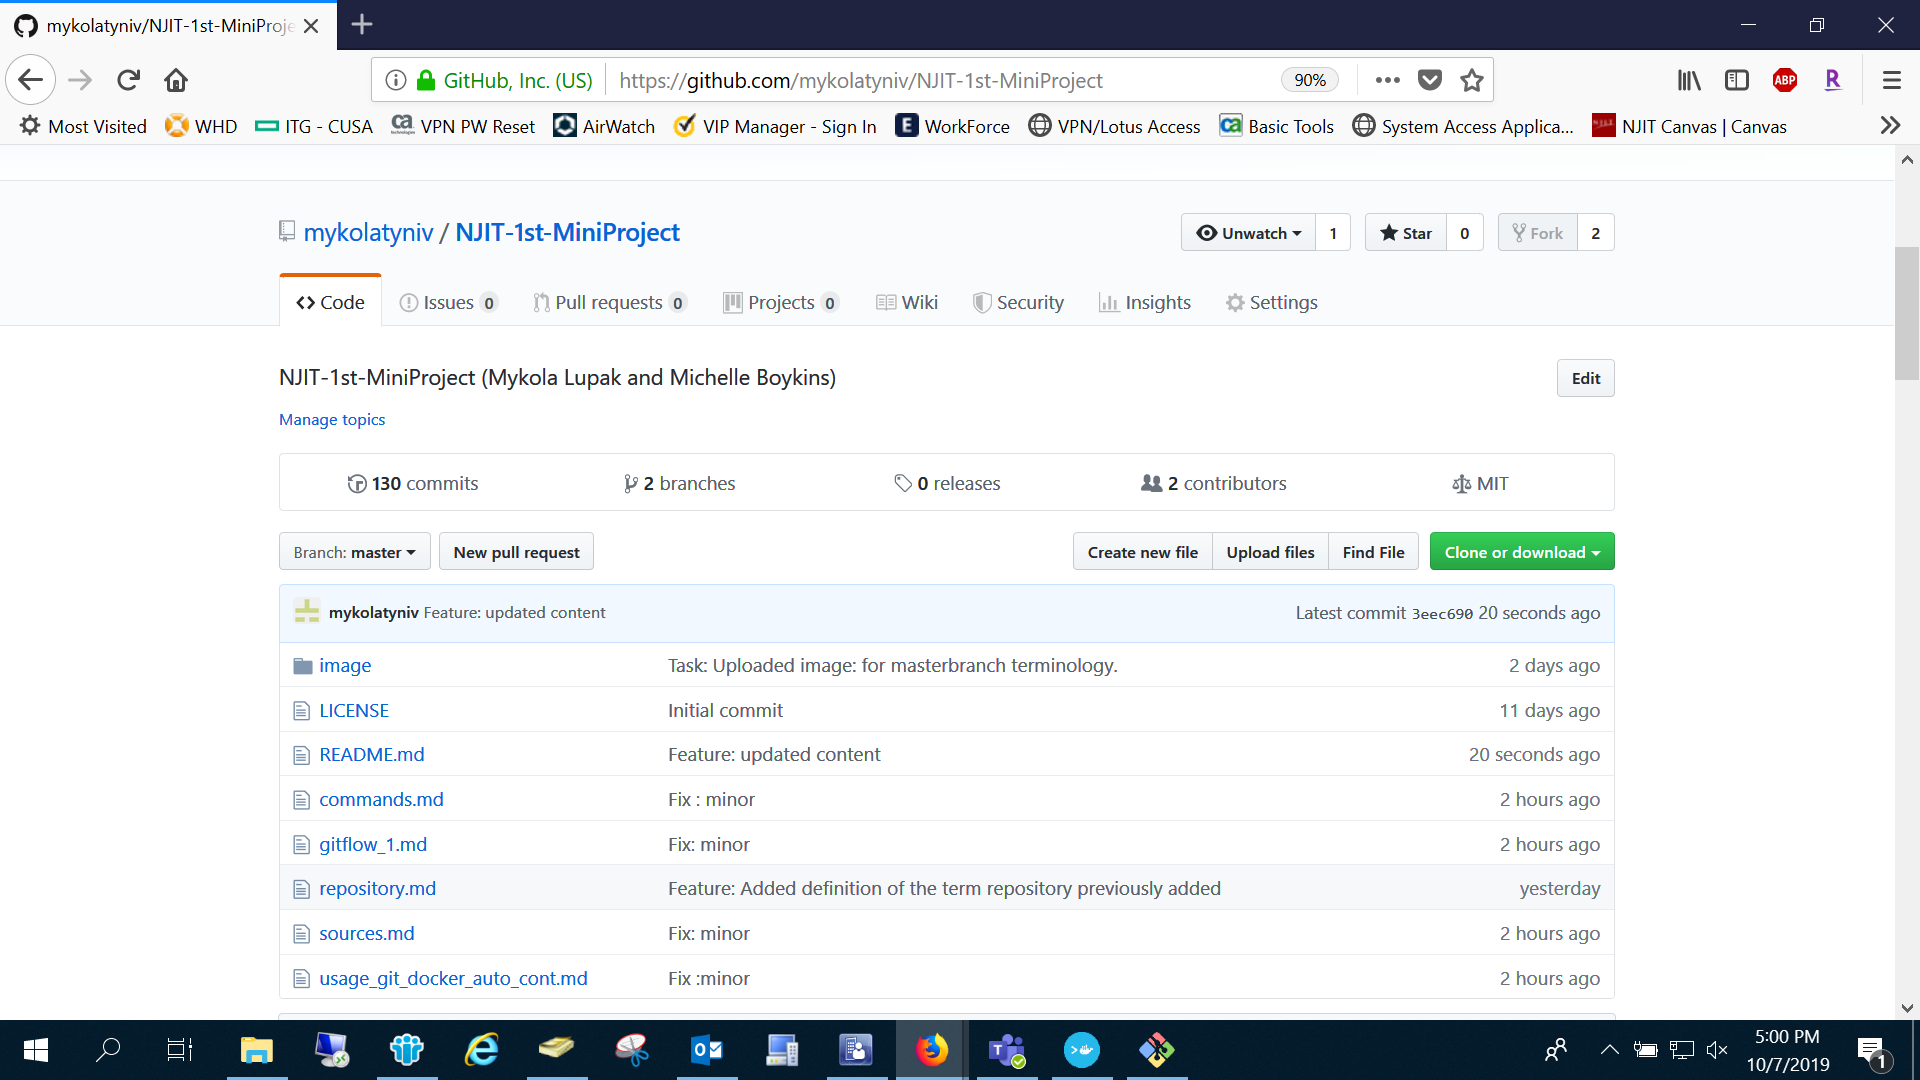 mykolatyniv/NJIT-1st-MiniProje
GitHub, Inc. (US) https://github.com/mykolatyniv/NJIT-1st-MiniProject 90% ABP R
Most Visited WHD ITG - CUSA ca VPN PW Reset AirWatch VIP Manager - Sign In E WorkForce VPN/Lotus Access ca Basic Tools System Access Applica... NJIT Canvas | Canvas
mykolatyniv / NJIT-1st-MiniProject Unwatch 1 Star 0 Fork 2
Code Issues 0 Pull requests 0 Projects 0 Wiki Security Insights Settings
NJIT-1st-MiniProject (Mykola Lupak and Michelle Boykins) Edit
Manage topics
130 commits 2 branches 0 releases 2 contributors MIT
Branch: master New pull request Create new file Upload files Find File Clone or download
mykolatyniv Feature: updated content Latest commit 3eec690 20 seconds ago
image Task: Uploaded image: for masterbranch terminology. 2 days ago
LICENSE Initial commit 11 days ago
README.md Feature: updated content 20 seconds ago
commands.md Fix : minor 2 hours ago
gitflow_1.md Fix: minor 2 hours ago
repository.md Feature: Added definition of the term repository previously added yesterday
sources.md Fix: minor 2 hours ago
usage_git_docker_auto_cont.md Fix :minor 2 hours ago
5:00 PM
10/7/2019
1